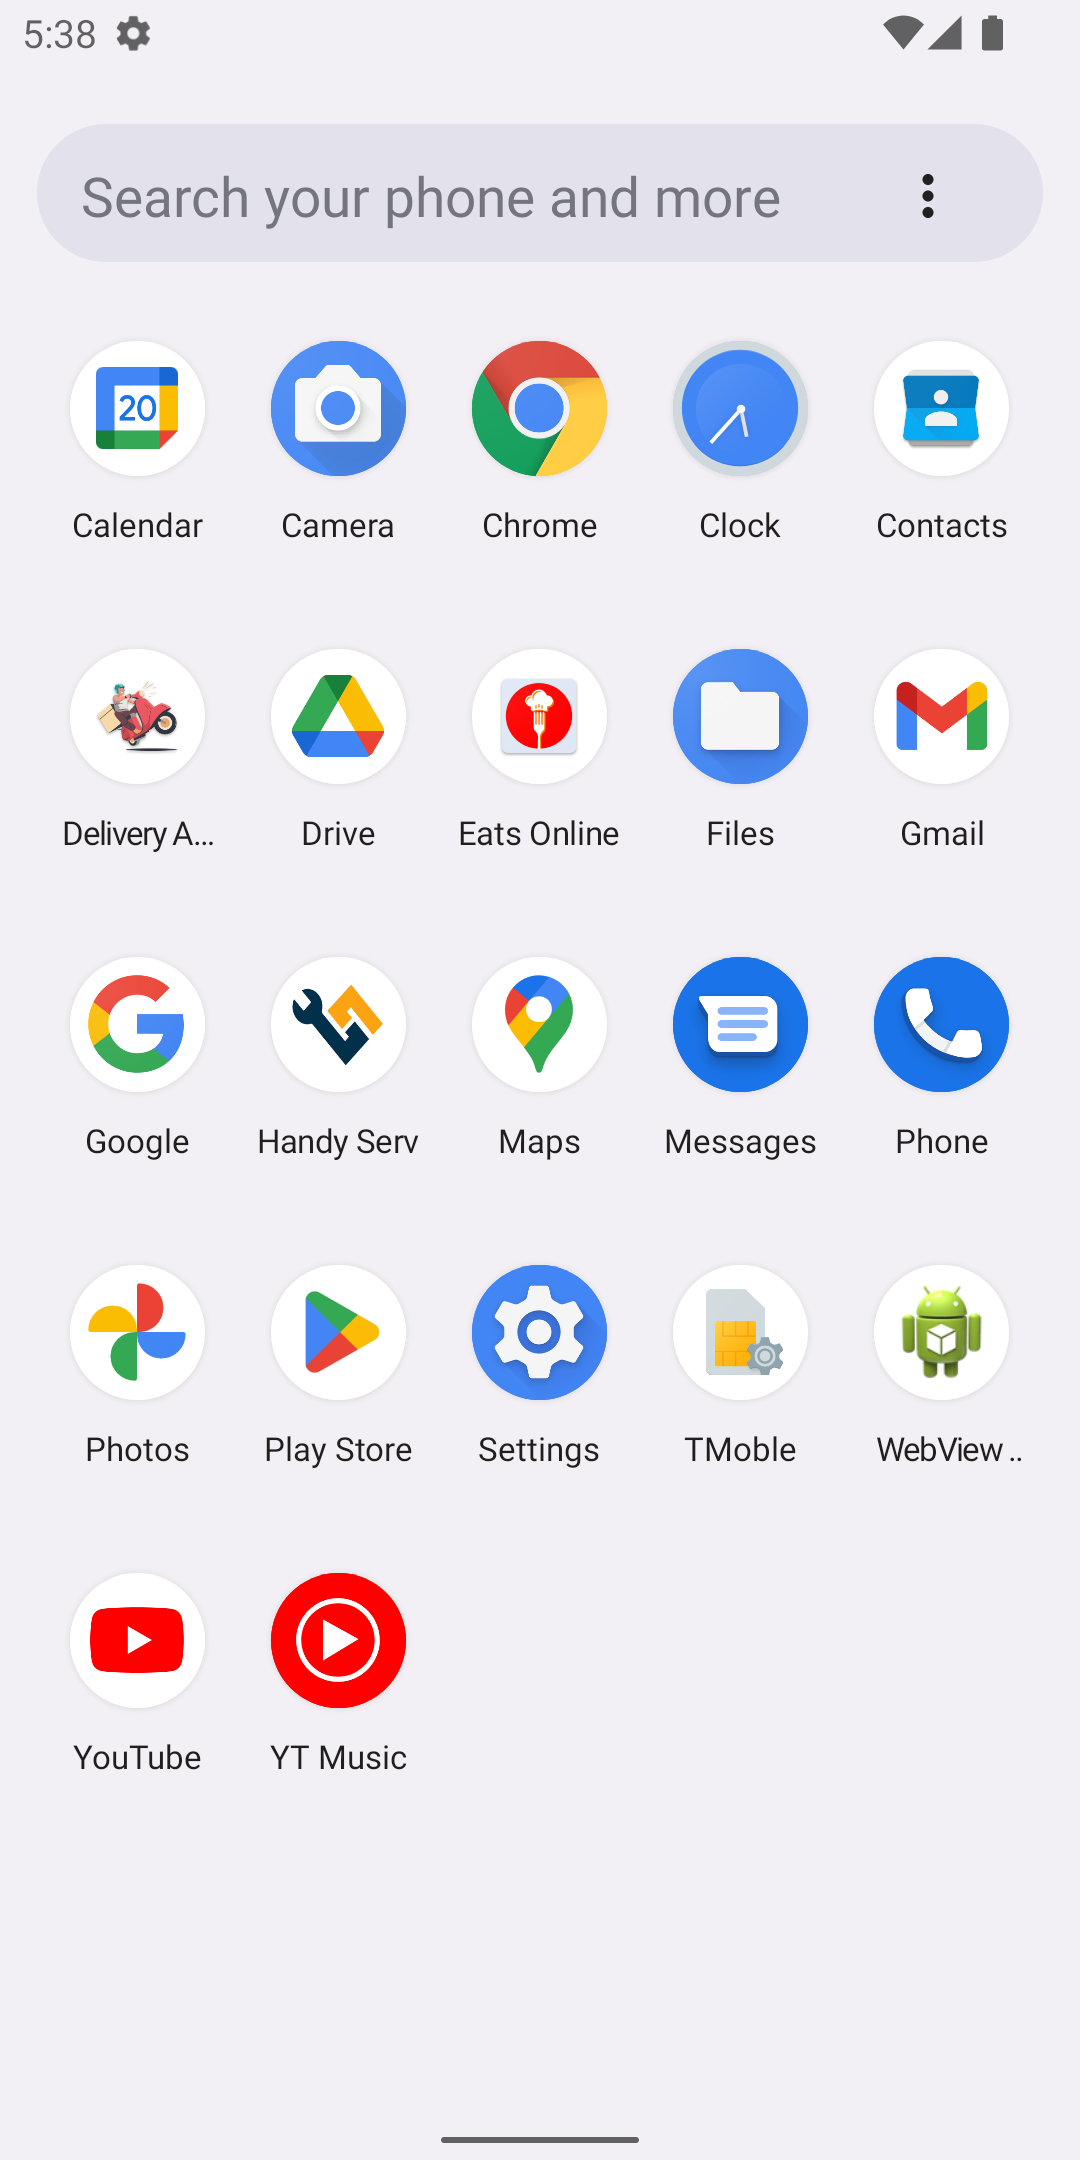 5:38
Search your phone and more
20
Calendar
Camera
Chrome
Clock
Contacts
Delivery A...
Drive
Eats Online
Files
Gmail
Google
Handy Serv
Maps
Messages
Phone
Photos
Play Store
Settings
TMoble
WebView ..
YouTube
YT Music